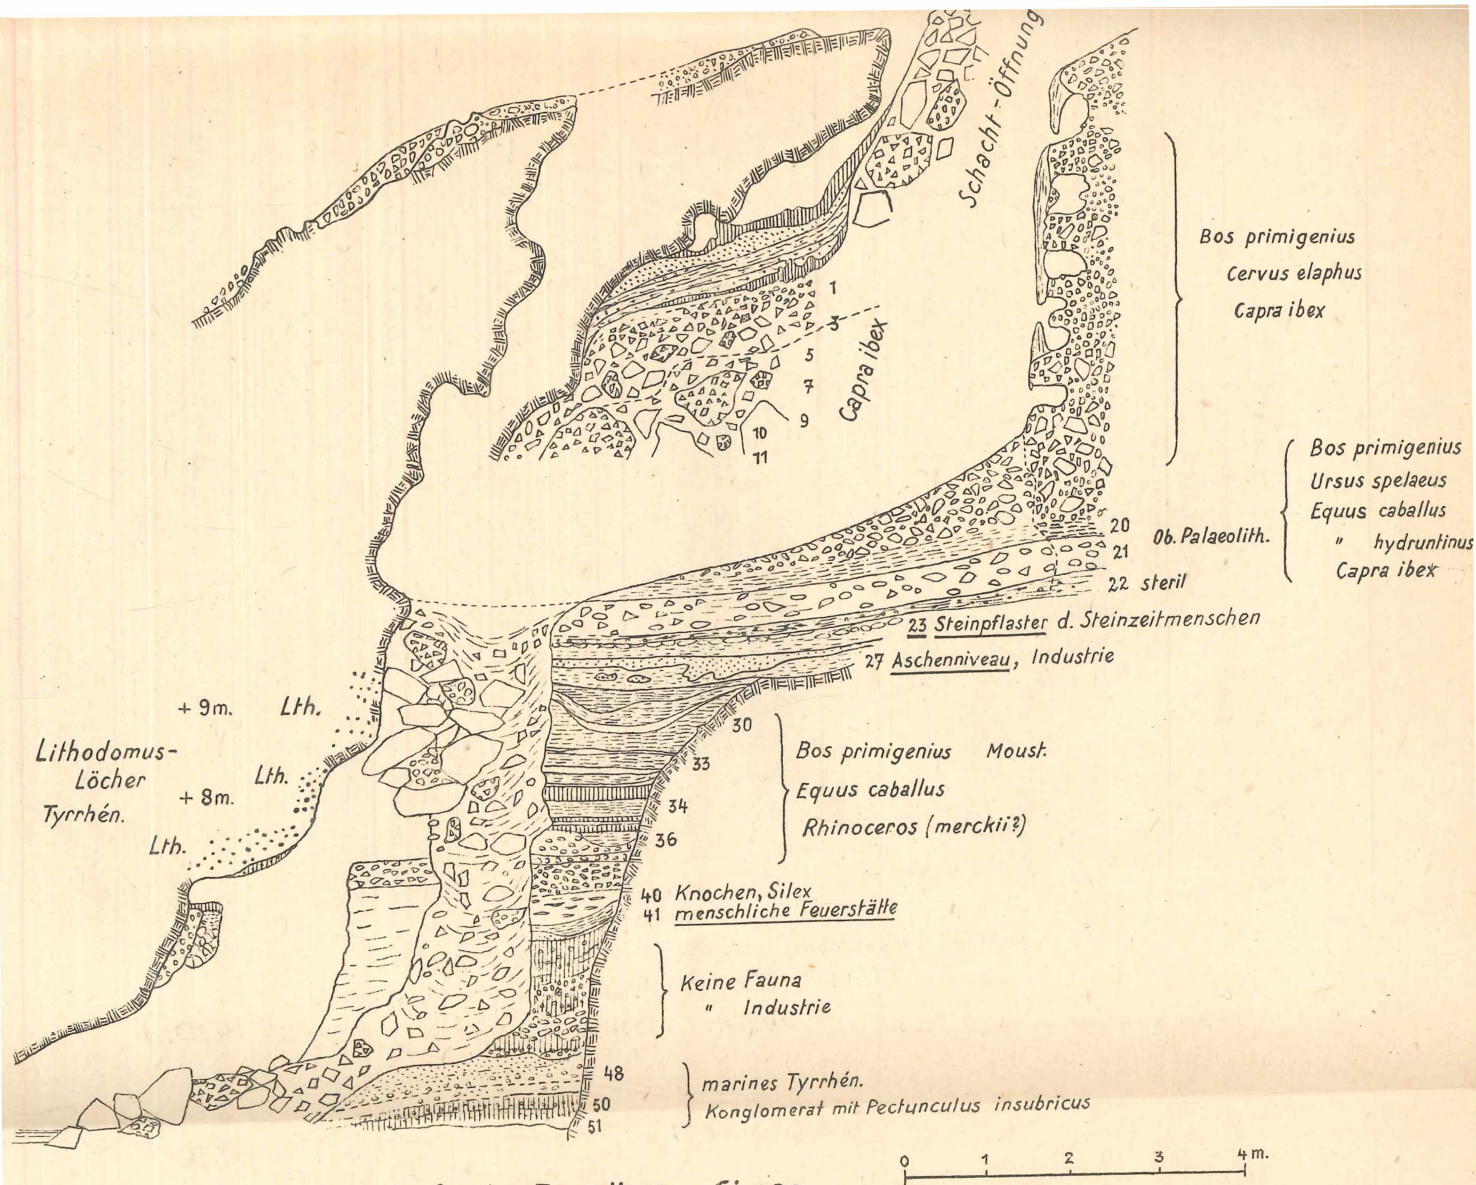 Schacht-Öffnung
Bos primigenius
Cervus elaphus
Capra ibex
1
3
5
7
9
10
11
Capra ibex
Bos primigenius
Ursus spelaeus
Equus caballus
" hydruntinus
Capra ibex
20
Ob. Palaeolith.
21
22 steril
23 Steinpflaster d. Steinzeitmenschen
27 Aschenniveau, Industrie
+ 9m. Lth.
Lithodomus-
Löcher
Tyrrhén.
Lth.
+ 8m.
Lth.
30
33
34
36
Bos primigenius Moust.
Equus caballus
Rhinoceros (merckii?)
40 Knochen, Silex
41 menschliche Feuerstätte
Keine Fauna
" Industrie
48
50
51
marines Tyrrhén.
Konglomerat mit Pectunculus insubricus
0 1 2 3 4 m.